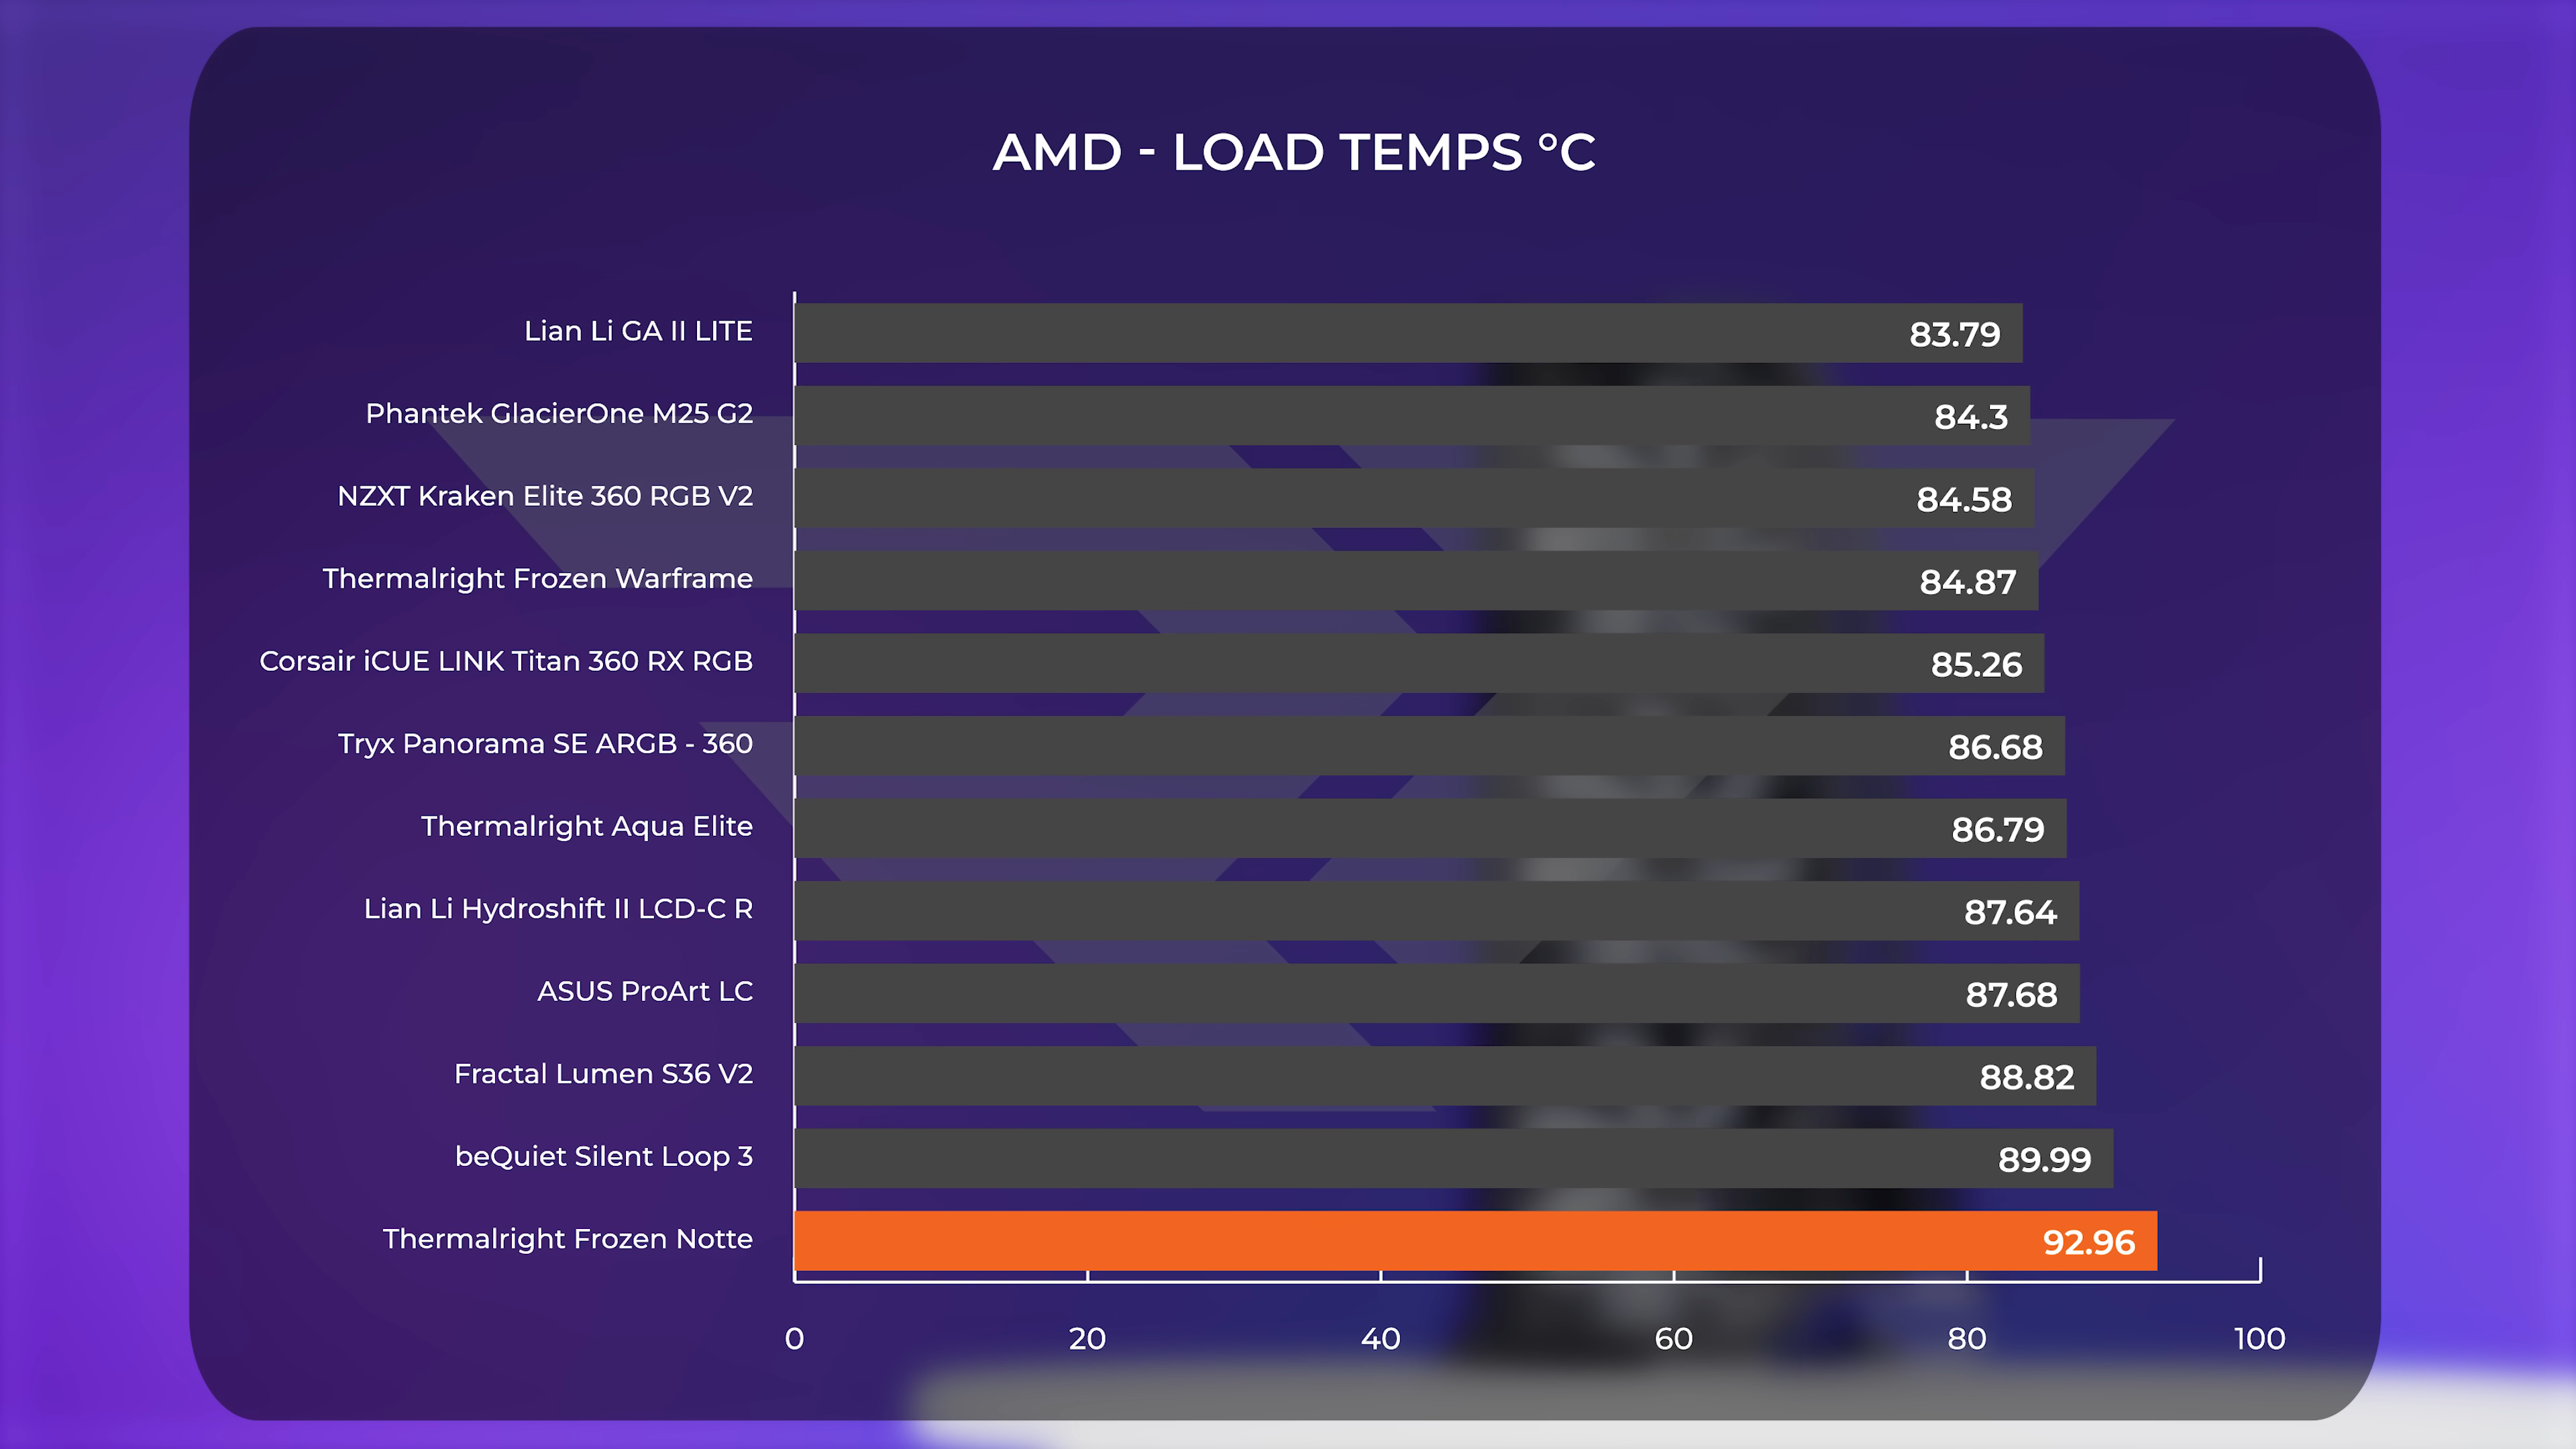 AMD - LOAD TEMPS °C
Lian Li GA II LITE 83.79
Phantek GlacierOne M25 G2 84.3
NZXT Kraken Elite 360 RGB V2 84.58
Thermalright Frozen Warframe 84.87
Corsair iCUE LINK Titan 360 RX RGB 85.26
Tryx Panorama SE ARGB - 360 86.68
Thermalright Aqua Elite 86.79
Lian Li Hydroshift II LCD-C R 87.64
ASUS ProArt LC 87.68
Fractal Lumen S36 V2 88.82
beQuiet Silent Loop 3 89.99
Thermalright Frozen Notte 92.96
0 20 40 60 80 100